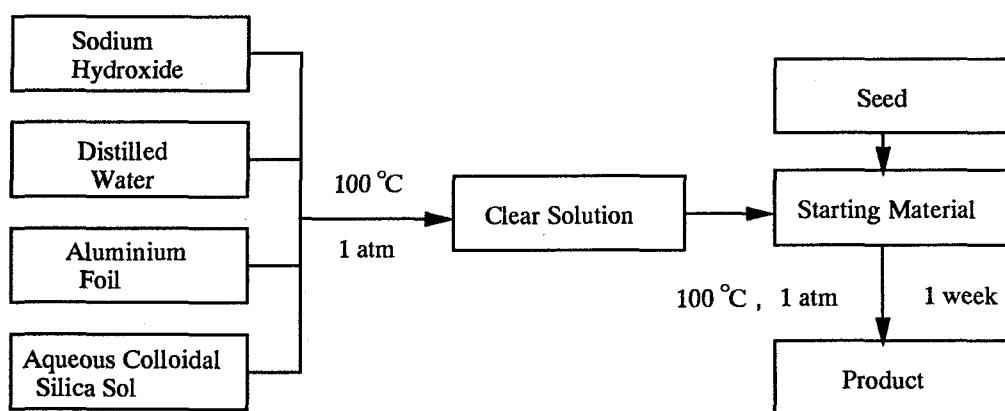 Sodium
Hydroxide
Distilled
Water
Aluminium
Foil
Aqueous Colloidal
Silica Sol
100 °C
1 atm
Clear Solution
Seed
Starting Material
100 °C , 1 atm
1 week
Product